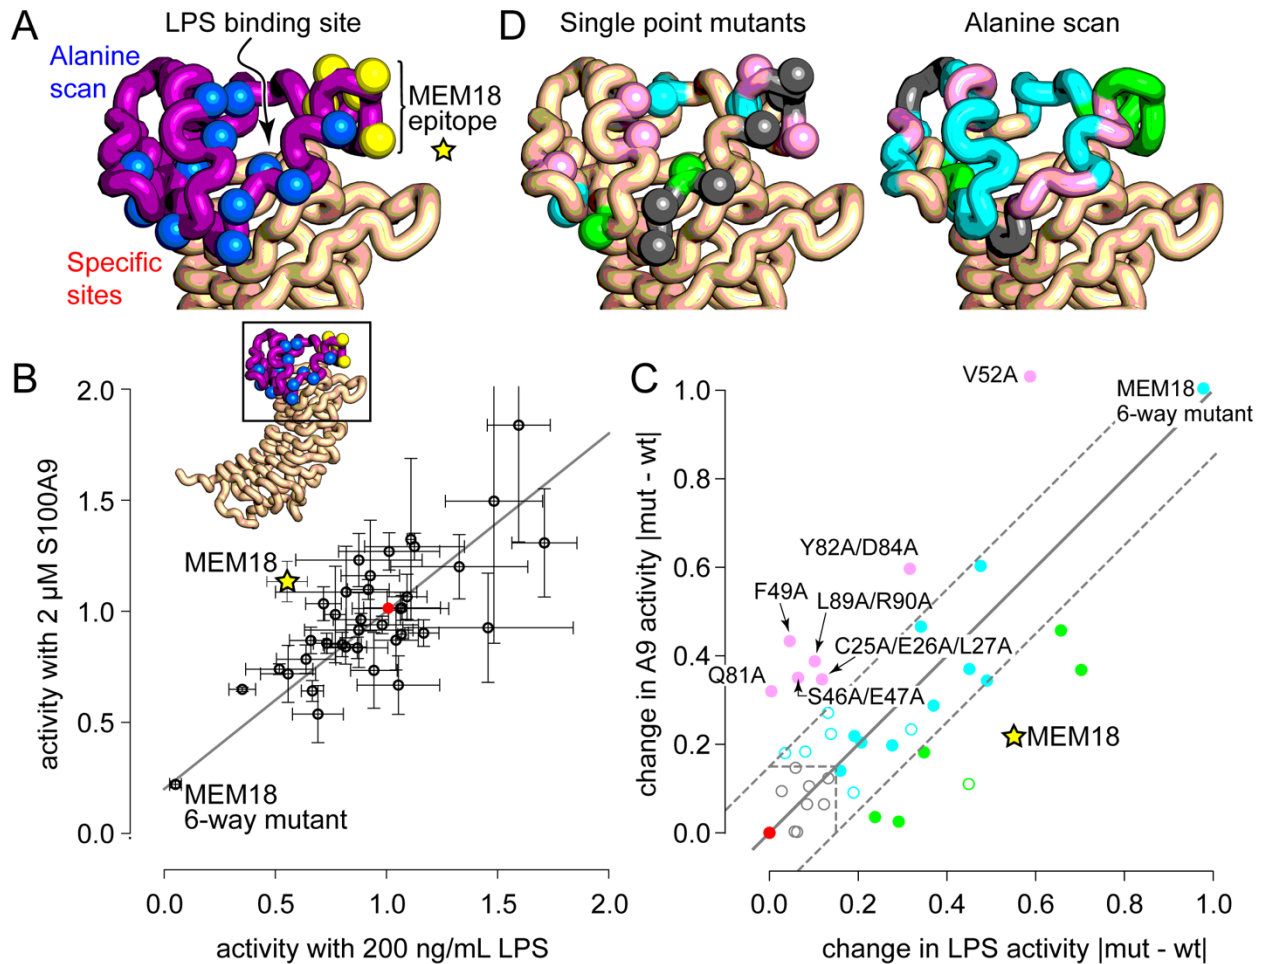 A
LPS binding site
Alanine
scan
MEM18
epitope
Specific
sites
D
Single point mutants
Alanine scan
B
activity with 2 µM S100A9
2.0
1.5
1.0
0.5
0.0
MEM18
MEM18
6-way mutant
0.0
0.5
1.0
1.5
2.0
activity with 200 ng/mL LPS
C
change in A9 activity |mut - wt|
1.0
0.8
0.6
0.4
0.2
0.0
V52A
MEM18
6-way mutant
Y82A/D84A
F49A
L89A/R90A
C25A/E26A/L27A
Q81A
S46A/E47A
MEM18
0.0
0.2
0.4
0.6
0.8
1.0
change in LPS activity |mut - wt|